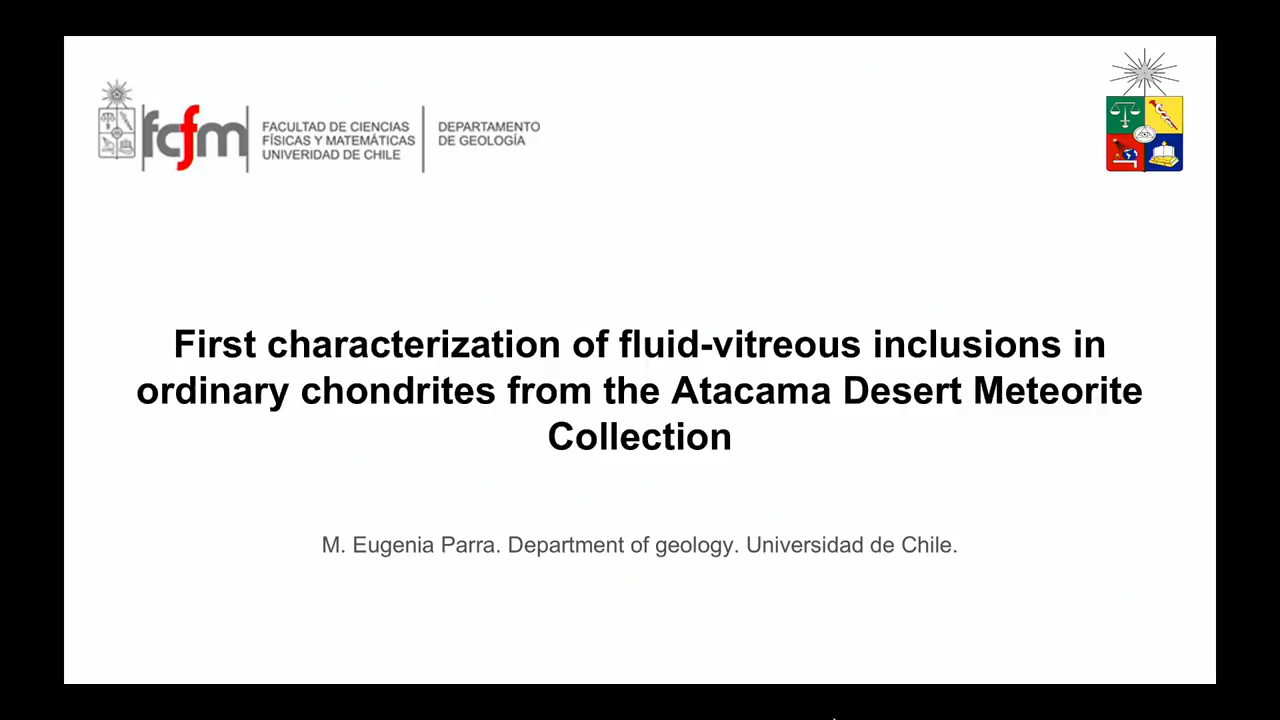 fcfm
FACULTAD DE CIENCIAS
FÍSICAS Y MATEMÁTICAS
UNIVERIDAD DE CHILE
DEPARTAMENTO
DE GEOLOGÍA
First characterization of fluid-vitreous inclusions in
ordinary chondrites from the Atacama Desert Meteorite
Collection
M. Eugenia Parra. Department of geology. Universidad de Chile.